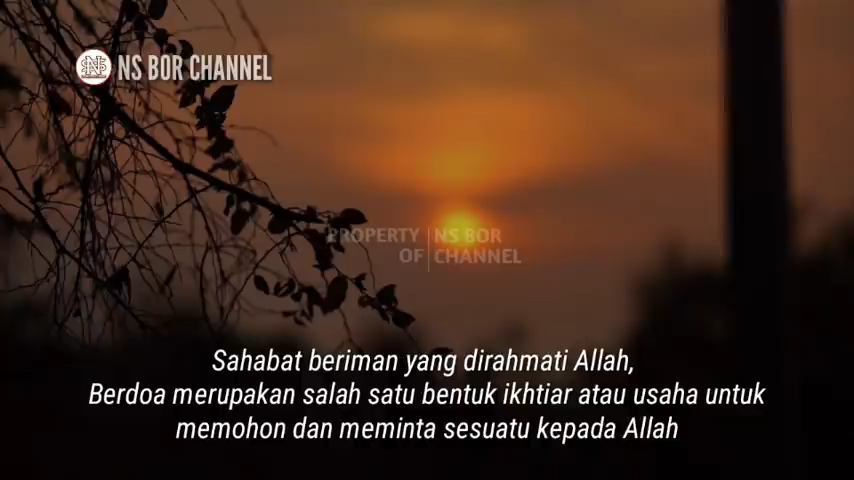 NS BOR CHANNEL
PROPERTY OF
NS BOR CHANNEL
Sahabat beriman yang dirahmati Allah,
Berdoa merupakan salah satu bentuk ikhtiar atau usaha untuk
memohon dan meminta sesuatu kepada Allah